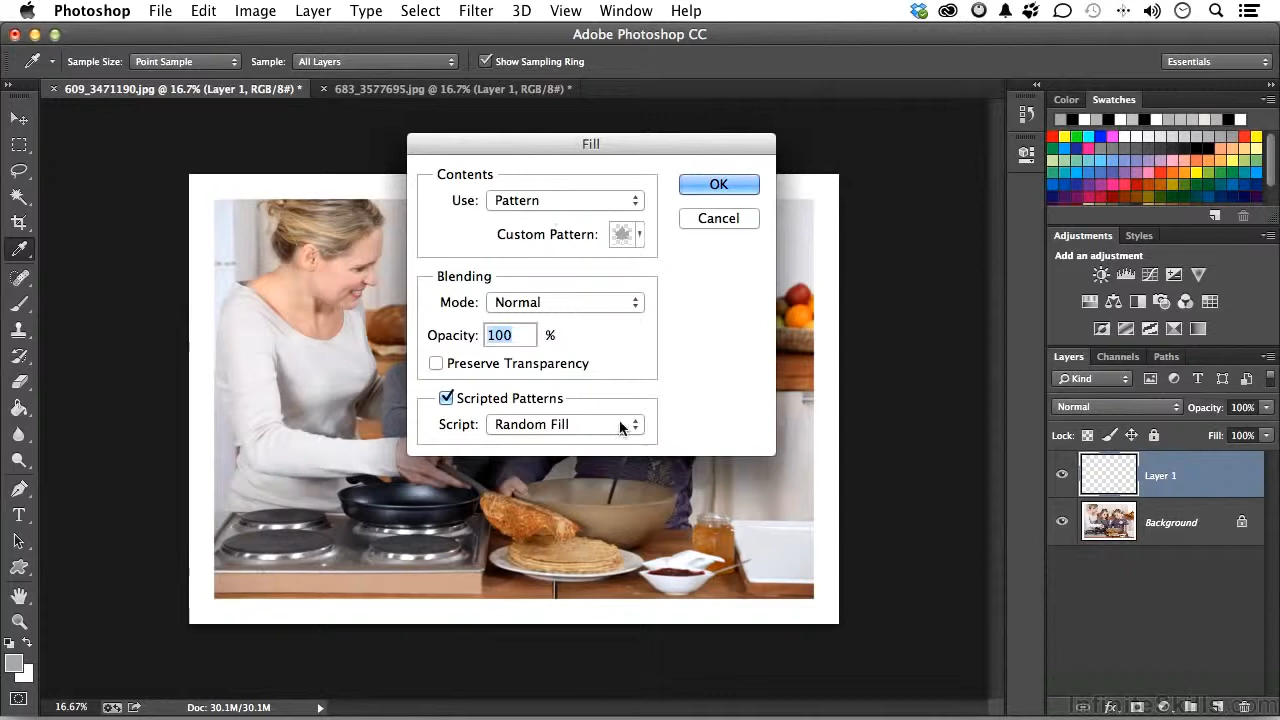 Photoshop File Edit Image Layer Type Select Filter 3D View Window Help
Adobe Photoshop CC
Sample Size: Point Sample Sample: All Layers Show Sampling Ring Essentials
609_3471190.jpg @ 16.7% (Layer 1, RGB/8#) * 683_3577695.jpg @ 16.7% (Layer 1, RGB/8#) *
Color Swatches
Fill
Contents
Use: Pattern
Custom Pattern:
OK
Cancel
Blending
Mode: Normal
Opacity: 100 %
Preserve Transparency
Scripted Patterns
Script: Random Fill
Adjustments Styles
Add an adjustment
Layers Channels Paths
Kind
Normal Opacity: 100%
Lock: Fill: 100%
Layer 1
Background
16.67% Doc: 30.1M/30.1M
InfiniteSkills.com